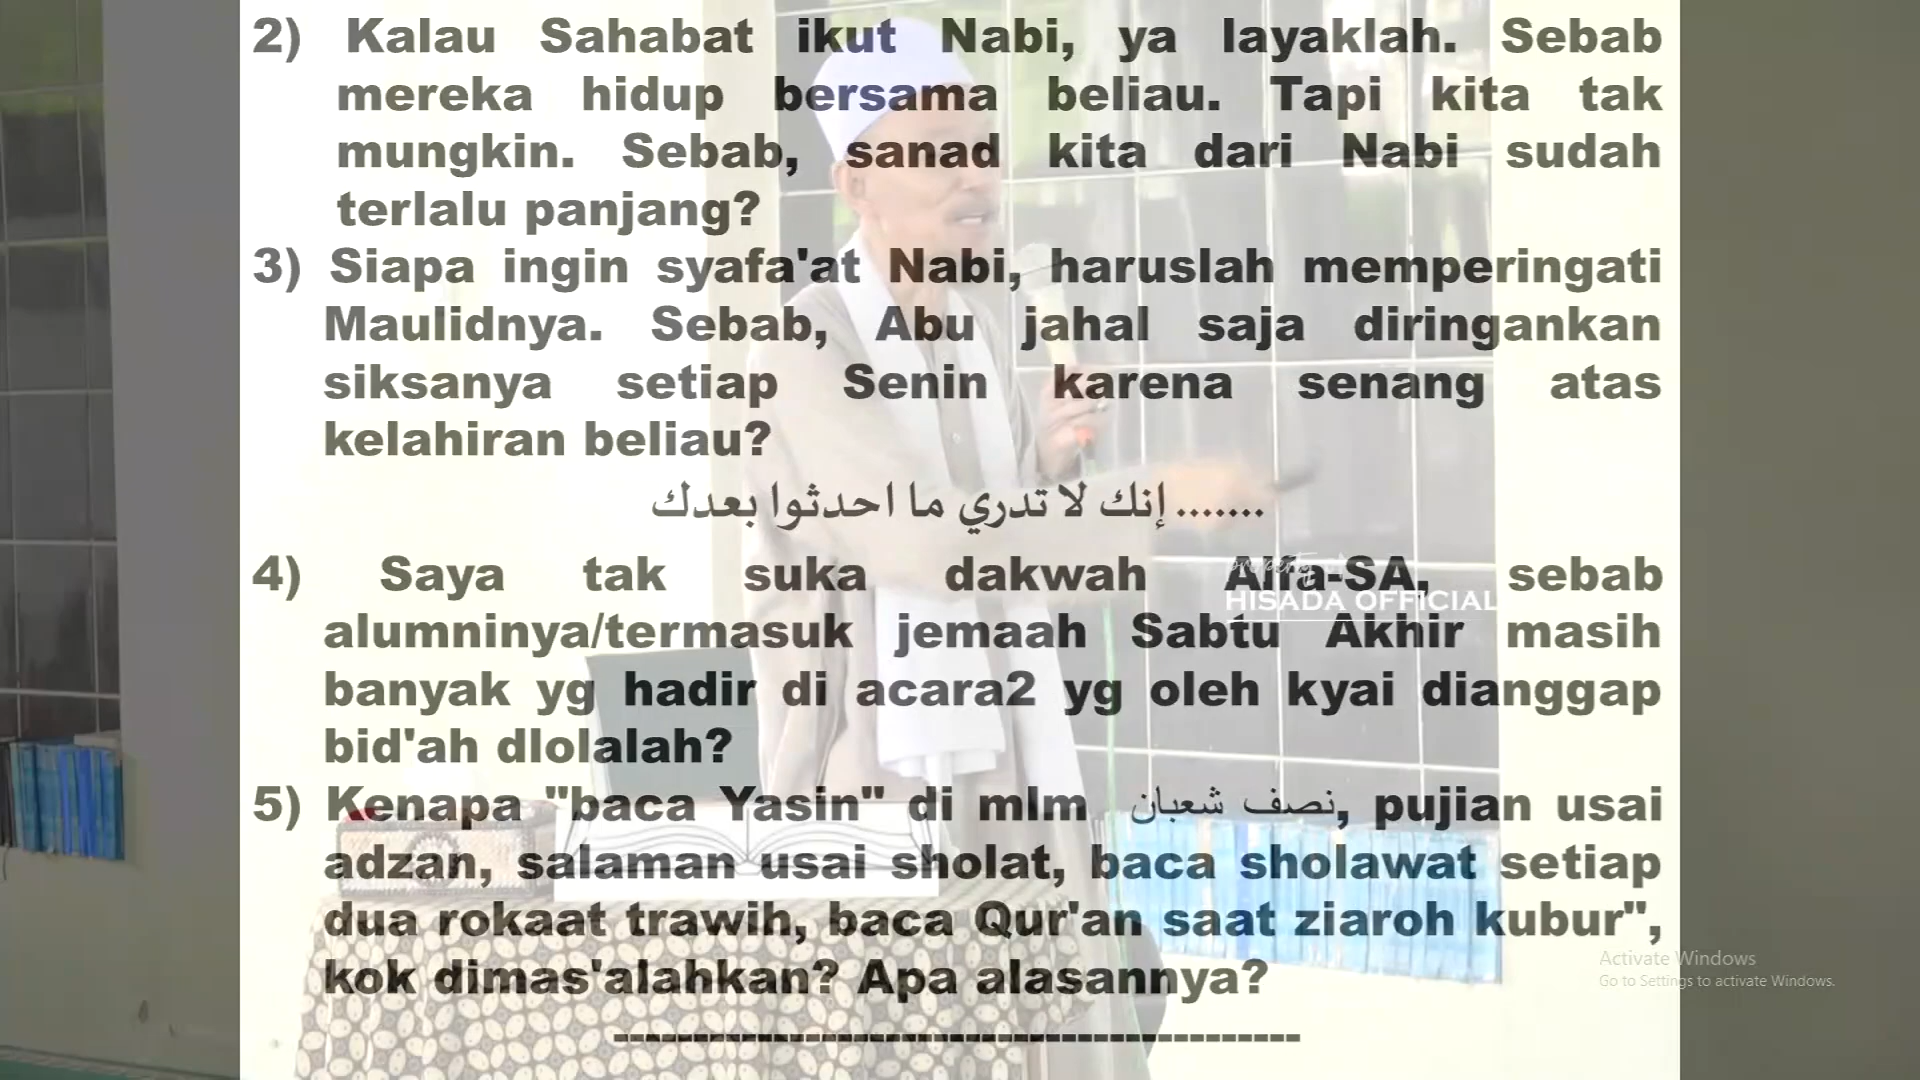 2) Kalau Sahabat ikut Nabi, ya layaklah. Sebab
mereka hidup bersama beliau. Tapi kita tak
mungkin. Sebab, sanad kita dari Nabi sudah
terlalu panjang?
3) Siapa ingin syafa'at Nabi, haruslah memperingati
Maulidnya. Sebab, Abu jahal saja diringankan
siksanya setiap Senin karena senang atas
kelahiran beliau?
....... إنك لا تدري ما احدثوا بعدك
4) Saya tak suka dakwah Alfa-SA, sebab
property of
HISADA OFFICIAL
alumninya/termasuk jemaah Sabtu Akhir masih
banyak yg hadir di acara2 yg oleh kyai dianggap
bid'ah dlolalah?
5) Kenapa "baca Yasin" di mlm نصف شعبان, pujian usai
adzan, salaman usai sholat, baca sholawat setiap
dua rokaat trawih, baca Qur'an saat ziaroh kubur",
kok dimas'alahkan? Apa alasannya?
--------------------------------------------
Activate Windows
Go to Settings to activate Windows.